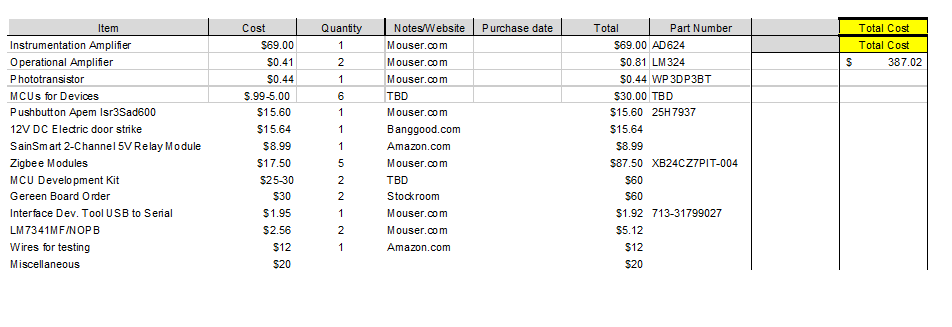 Item Cost Quantity Notes/Website Purchase date Total Part Number Total Cost
Instrumentation Amplifier $69.00 1 Mouser.com $69.00 AD624 Total Cost
Operational Amplifier $0.41 2 Mouser.com $0.81 LM324 $ 387.02
Phototransistor $0.44 1 Mouser.com $0.44 WP3DP3BT
MCUs for Devices $.99-5.00 6 TBD $30.00 TBD
Pushbutton Apem Isr3Sad600 $15.60 1 Mouser.com $15.60 25H7937
12V DC Electric door strike $15.64 1 Banggood.com $15.64
SainSmart 2-Channel 5V Relay Module $8.99 1 Amazon.com $8.99
Zigbee Modules $17.50 5 Mouser.com $87.50 XB24CZ7PIT-004
MCU Development Kit $25-30 2 TBD $60
Gereen Board Order $30 2 Stockroom $60
Interface Dev. Tool USB to Serial $1.95 1 Mouser.com $1.92 713-31799027
LM7341MF/NOPB $2.56 2 Mouser.com $5.12
Wires for testing $12 1 Amazon.com $12
Miscellaneous $20 $20